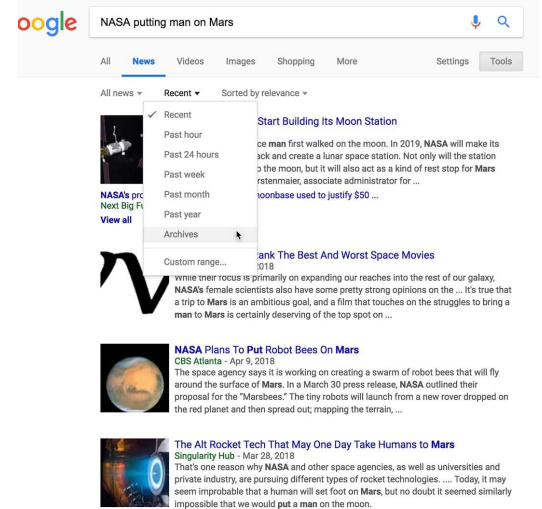 oogle
NASA putting man on Mars
All News Videos Images Shopping More Settings Tools
All news Recent Sorted by relevance
Recent
Past hour
Past 24 hours
Past week
Past month
Past year
Archives
Custom range...
Start Building Its Moon Station
ce man first walked on the moon. In 2019, NASA will make its
ack and create a lunar space station. Not only will the station
the moon, but it will also act as a kind of rest stop for Mars
rstenmaier, associate administrator for ...
NASA's pro
oonbase used to justify $50 ...
Next Big Fu
View all
ank The Best And Worst Space Movies
2018
While their focus is primarily on expanding our reaches into the rest of our galaxy,
NASA's female scientists also have some pretty strong opinions on the ... It's true that
a trip to Mars is an ambitious goal, and a film that touches on the struggles to bring a
man to Mars is certainly deserving of the top spot on ...
NASA Plans To Put Robot Bees On Mars
CBS Atlanta - Apr 9, 2018
The space agency says it is working on creating a swarm of robot bees that will fly
around the surface of Mars. In a March 30 press release, NASA outlined their
proposal for the "Marsbees." The tiny robots will launch from a new rover dropped on
the red planet and then spread out; mapping the terrain, ...
The Alt Rocket Tech That May One Day Take Humans to Mars
Singularity Hub - Mar 28, 2018
That's one reason why NASA and other space agencies, as well as universities and
private industry, are pursuing different types of rocket technologies. .... Today, it may
seem improbable that a human will set foot on Mars, but no doubt it seemed similarly
impossible that we would put a man on the moon.